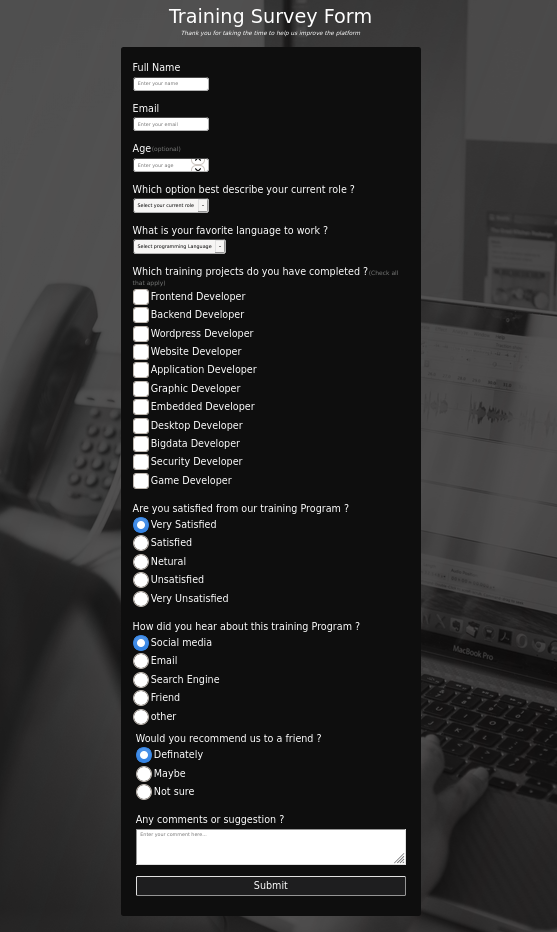 Training Survey Form
Thank you for taking the time to help us improve the platform
Full Name
Enter your name
Email
Enter your email
Age(optional)
Enter your age
Which option best describe your current role ?
Select your current role
What is your favorite language to work ?
Select programming Language
Which training projects do you have completed ?(Check all
that apply)
Frontend Developer
Backend Developer
Wordpress Developer
Website Developer
Application Developer
Graphic Developer
Embedded Developer
Desktop Developer
Bigdata Developer
Security Developer
Game Developer
Are you satisfied from our training Program ?
Very Satisfied
Satisfied
Netural
Unsatisfied
Very Unsatisfied
How did you hear about this training Program ?
Social media
Email
Search Engine
Friend
other
Would you recommend us to a friend ?
Definately
Maybe
Not sure
Any comments or suggestion ?
Enter your comment here...
Submit
MacBook Pro